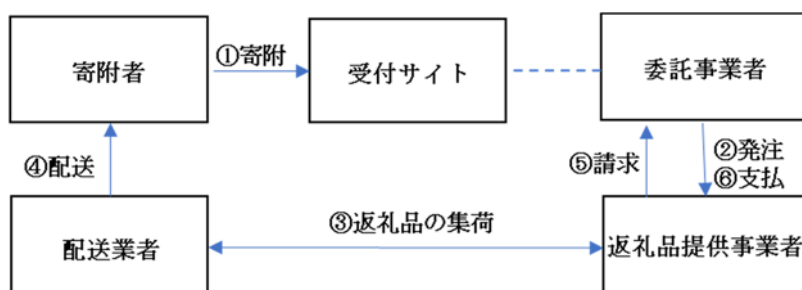 寄附者
①寄附
受付サイト
委託事業者
④配送
⑤請求
②発注
⑥支払
配送業者
③返礼品の集荷
返礼品提供事業者